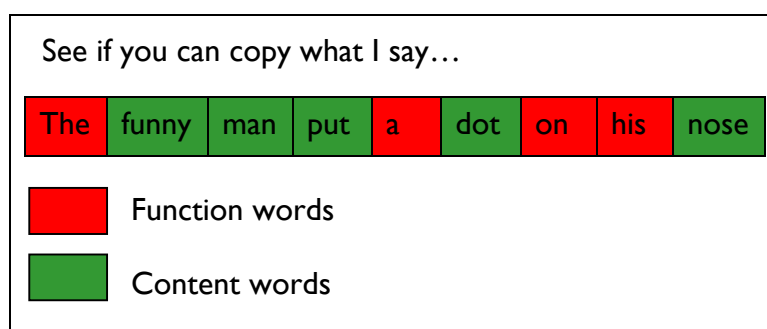 See if you can copy what I say…
The funny man put a dot on his nose
Function words
Content words